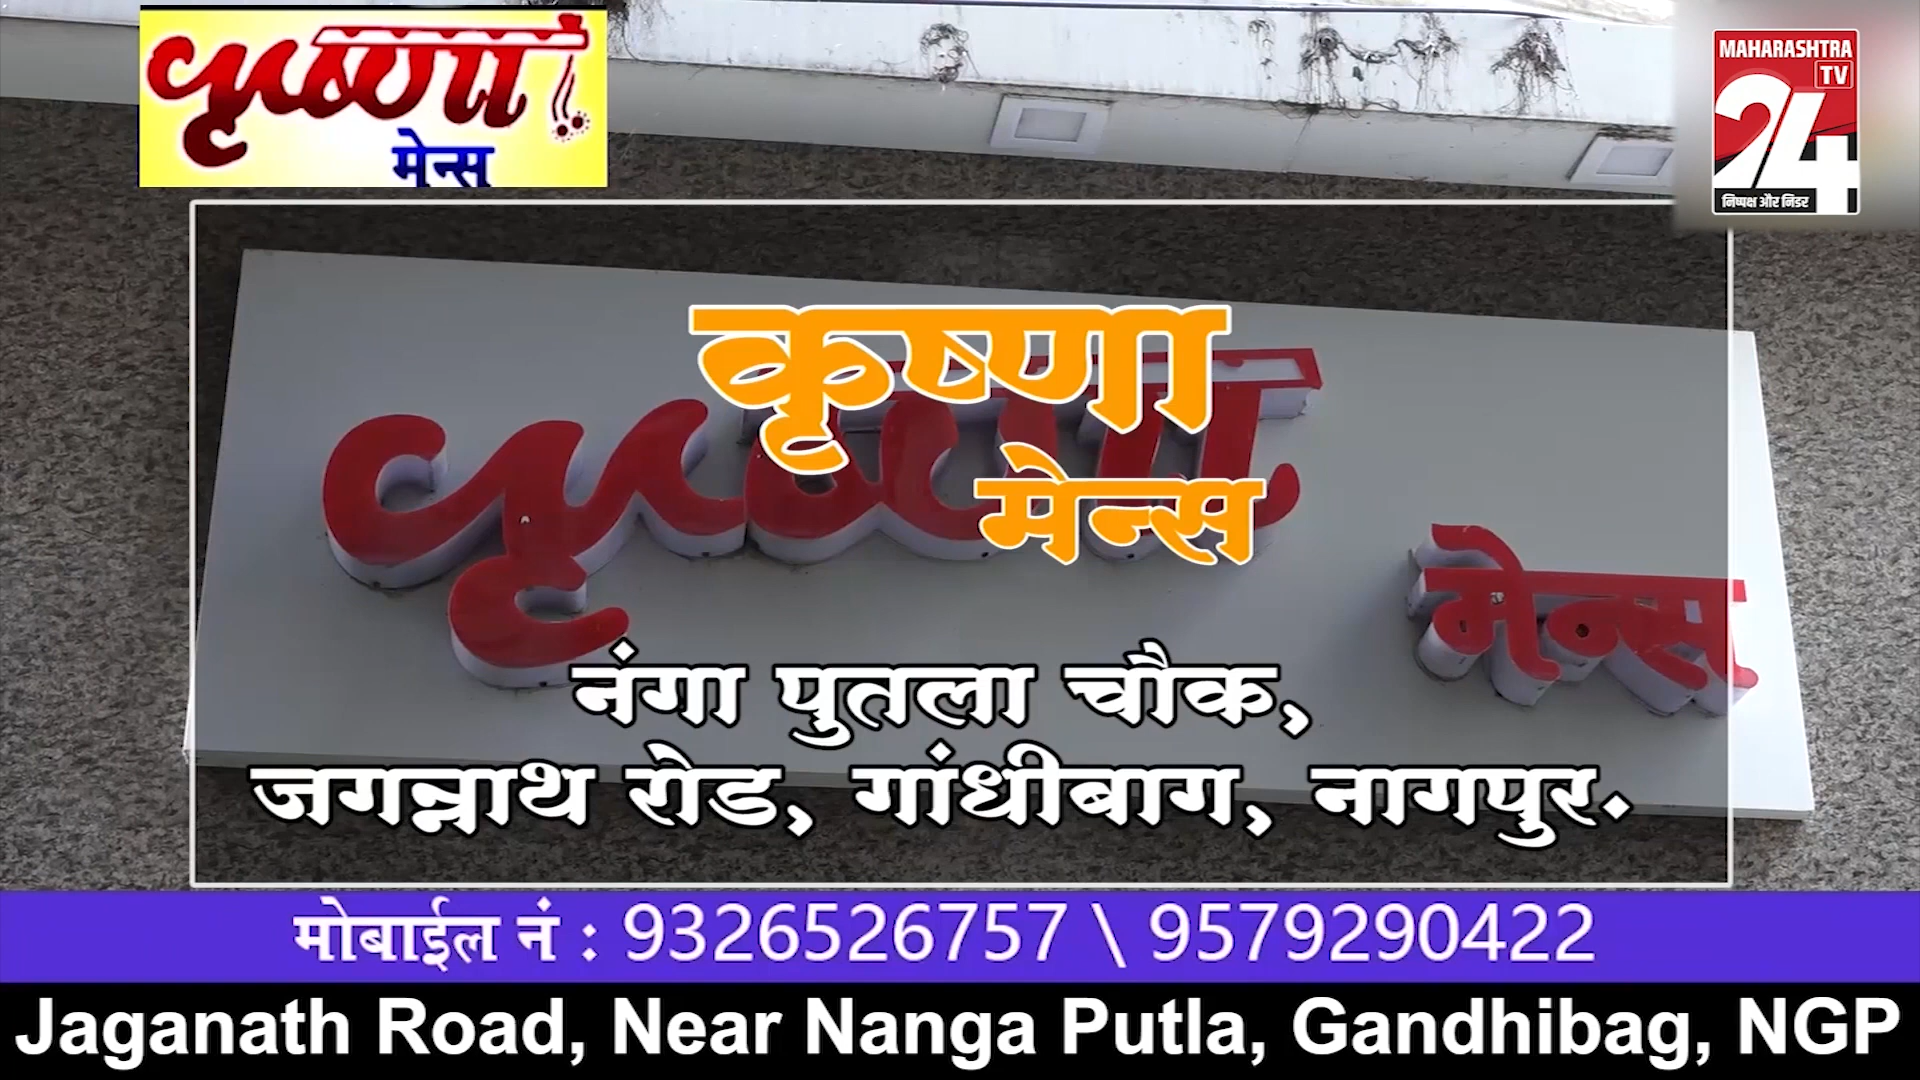 कृष्णा
मेन्स
MAHARASHTRA
TV
24
निष्पक्ष और निडर
कृष्णा
मेन्स
कृष्णा
मेन्स
नंगा पुतला चौक,
जगन्नाथ रोड, गांधीबाग, नागपुर.
मोबाईल नं : 9326526757 \ 9579290422
Jaganath Road, Near Nanga Putla, Gandhibag, NGP